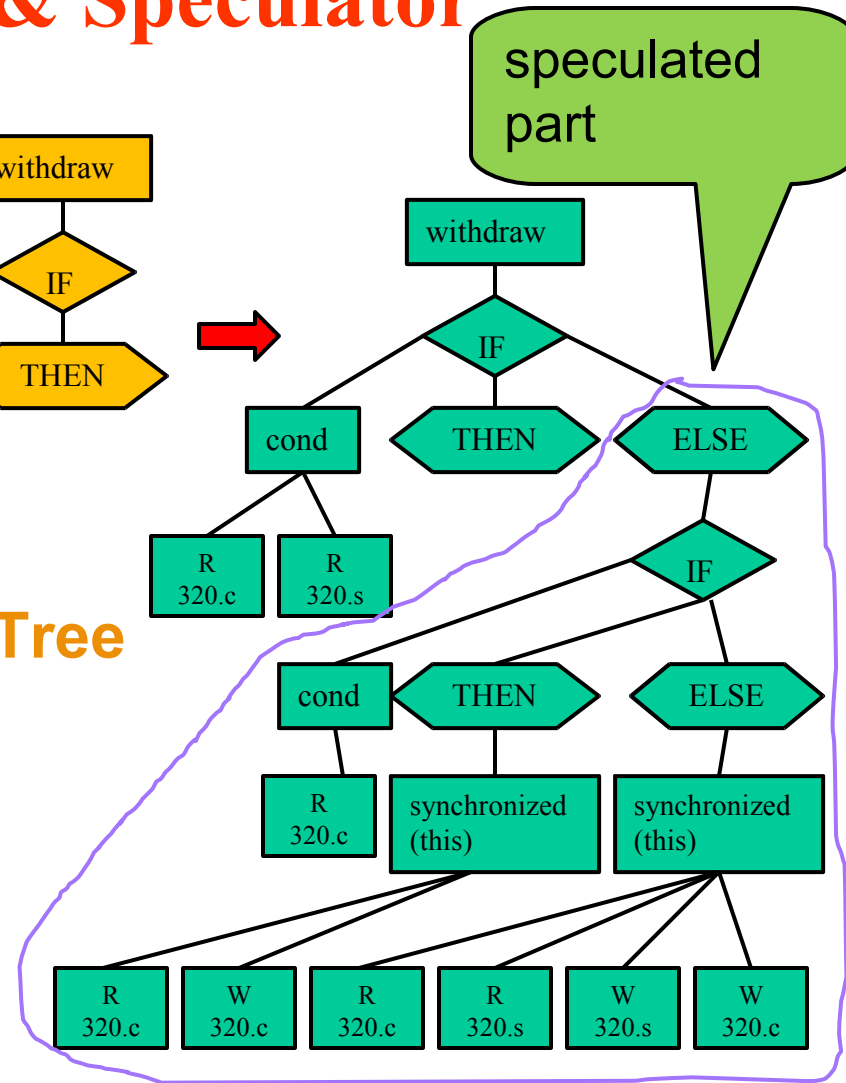 & Speculator
speculated
part
withdraw
IF
THEN
withdraw
IF
cond
THEN
ELSE
R
320.c
R
320.s
IF
Tree
cond
THEN
ELSE
R
320.c
synchronized
(this)
synchronized
(this)
R
320.c
W
320.c
R
320.c
R
320.s
W
320.s
W
320.c